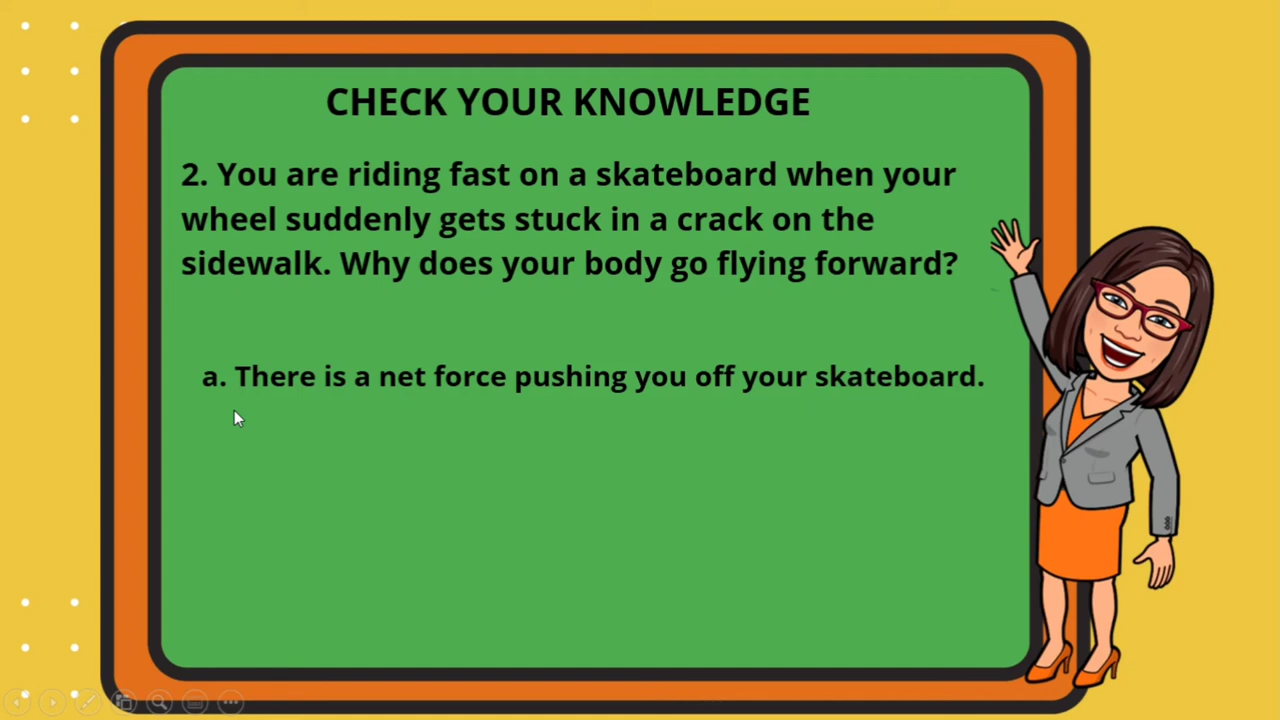 CHECK YOUR KNOWLEDGE
2. You are riding fast on a skateboard when your
wheel suddenly gets stuck in a crack on the
sidewalk. Why does your body go flying forward?
a. There is a net force pushing you off your skateboard.